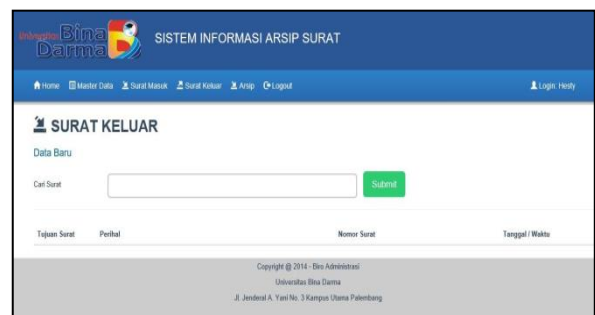 Universitas Bina Darma
SISTEM INFORMASI ARSIP SURAT
Home Master Data Surat Masuk Surat Keluar Arsip Logout Login: Hesty
SURAT KELUAR
Data Baru
Cari Surat Submit
Tujuan Surat Perihal Nomor Surat Tanggal / Waktu
Copyright @ 2014 - Biro Administrasi
Universitas Bina Darma
Jl. Jenderal A. Yani No. 3 Kampus Utama Palembang